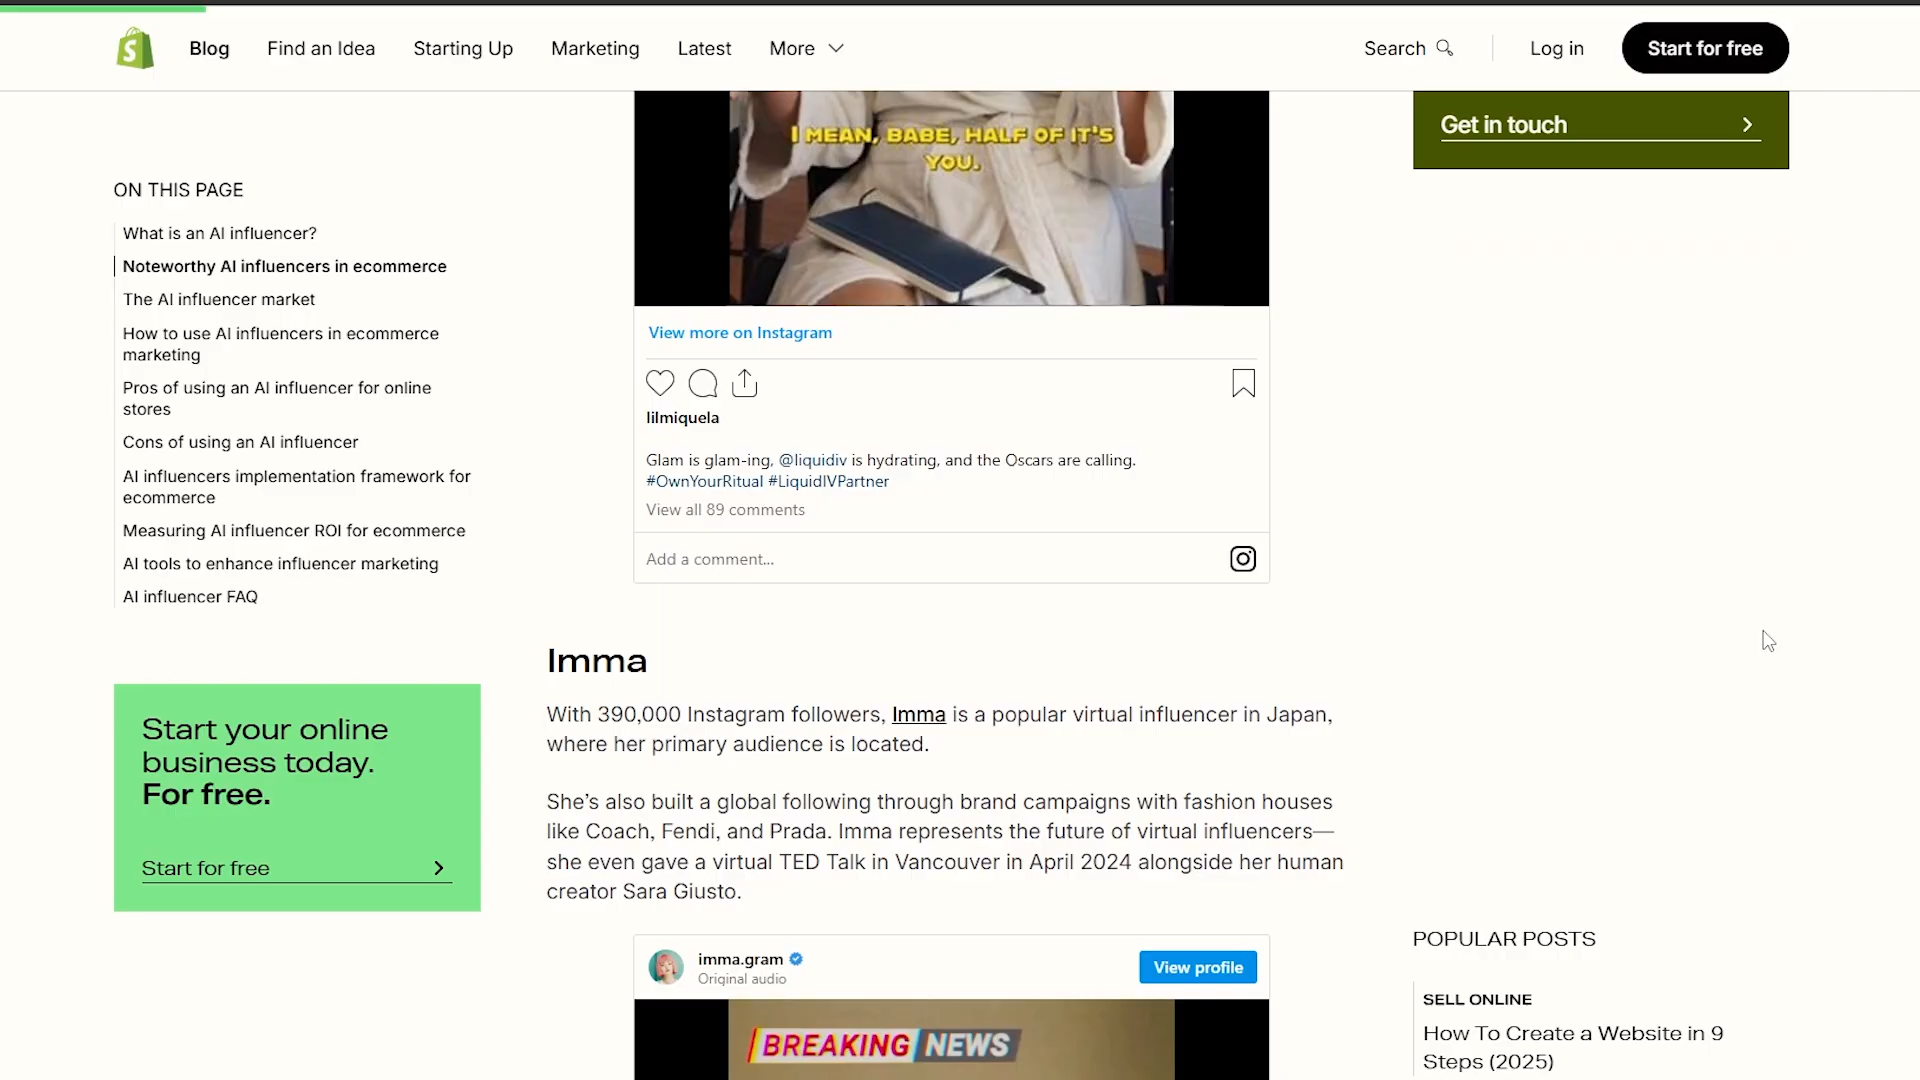 Blog
Find an Idea
Starting Up
Marketing
Latest
More
Search
Log in
Start for free
I MEAN, BABE, HALF OF IT'S
YOU.
Get in touch
ON THIS PAGE
What is an AI influencer?
Noteworthy AI influencers in ecommerce
The AI influencer market
How to use AI influencers in ecommerce
marketing
Pros of using an AI influencer for online
stores
Cons of using an AI influencer
AI influencers implementation framework for
ecommerce
Measuring AI influencer ROI for ecommerce
AI tools to enhance influencer marketing
AI influencer FAQ
Start your online
business today.
For free.
Start for free
View more on Instagram
lilmiquela
Glam is glam-ing, @liquidiv is hydrating, and the Oscars are calling.
#OwnYourRitual #LiquidIVPartner
View all 89 comments
Add a comment...
Imma
With 390,000 Instagram followers, Imma is a popular virtual influencer in Japan,
where her primary audience is located.
She's also built a global following through brand campaigns with fashion houses
like Coach, Fendi, and Prada. Imma represents the future of virtual influencers—
she even gave a virtual TED Talk in Vancouver in April 2024 alongside her human
creator Sara Giusto.
imma.gram
Original audio
View profile
BREAKING NEWS
POPULAR POSTS
SELL ONLINE
How To Create a Website in 9
Steps (2025)